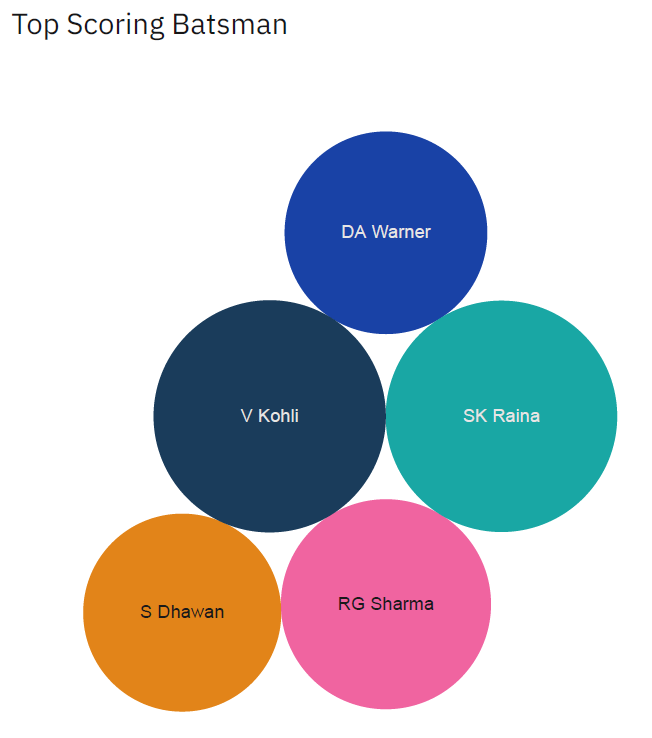 Top Scoring Batsman
DA Warner
V Kohli
SK Raina
S Dhawan
RG Sharma